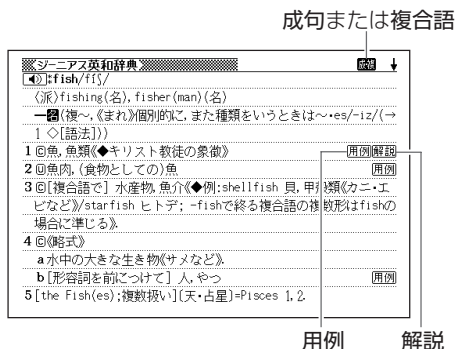 成句または複合語
ジーニアス英和辞典 成・複 ↓
fish/fíʃ/
〈派〉fishing(名), fisher(man)(名)
━名(複~,《まれ》個別的に, また種類をいうときは~・es/-iz/(→
1 ◇[語法]))
1 C魚, 魚類《◆キリスト教徒の象徴》 用例 解説
2 U魚肉, (食物としての)魚 用例
3 C[複合語で] 水産物, 魚介《◆例:shellfish 貝, 甲殻類《カニ・エ
ビなど》/starfish ヒトデ; -fishで終る複合語の複数形はfishの
場合に準じる》.
4 C《略式》
a 水中の大きな生き物《サメなど》.
b [形容詞を前につけて] 人, やつ 用例
5 [the Fish(es);複数扱い]〔天・占星〕=Pisces 1, 2.
用例 解説